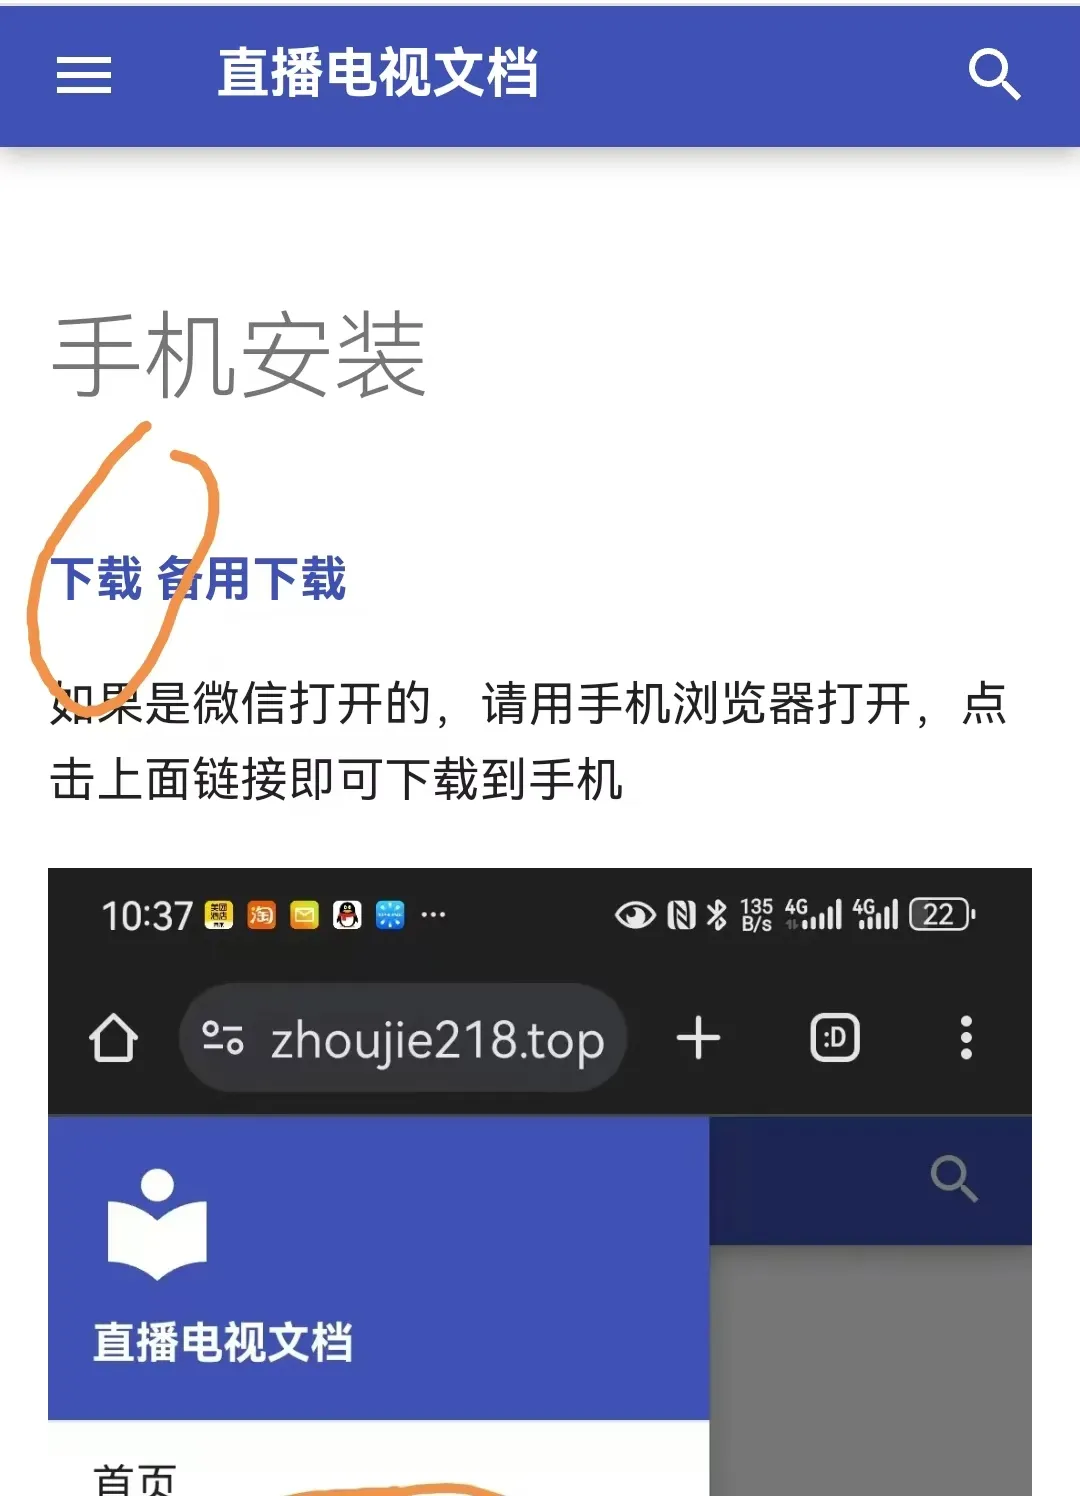 直播电视文档
手机安装
下载 备用下载
如果是微信打开的，请用手机浏览器打开，点
击上面链接即可下载到手机
10:37 ··· 135 B/s 4G 4G 22
zhoujie218.top :D
直播电视文档
首页